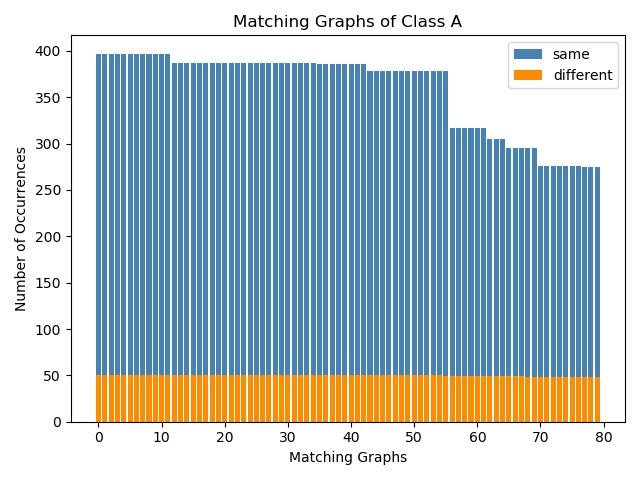 Matching Graphs of Class A
same
different
Number of Occurrences
400
350
300
250
200
150
100
50
0
0 10 20 30 40 50 60 70 80
Matching Graphs